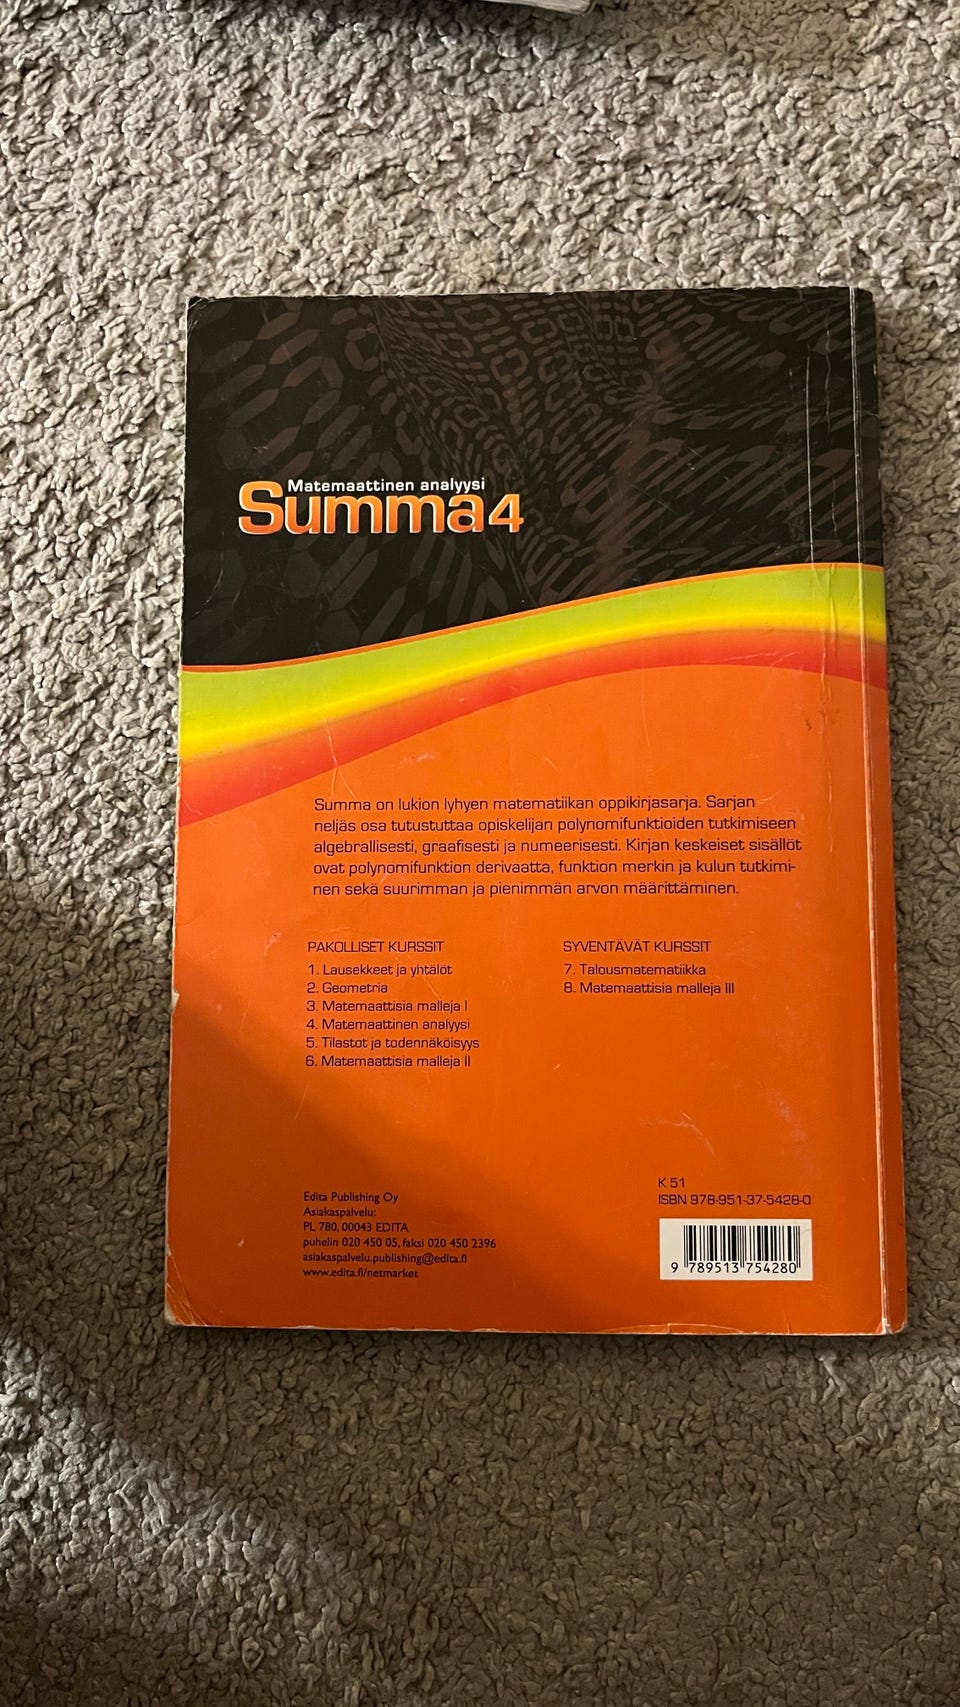 Matemaattinen analyysi
Summa4
Summa on lukion lyhyen matematiikan oppikirjasarja. Sarjan
neljäs osa tutustuttaa opiskelijan polynomifunktioiden tutkimiseen
algebrallisesti, graafisesti ja numeerisesti. Kirjan keskeiset sisällöt
ovat polynomifunktion derivaatta, funktion merkin ja kulun tutkimi-
nen sekä suurimman ja pienimmän arvon määrittäminen.
PAKOLLISET KURSSIT
1. Lausekkeet ja yhtälöt
2. Geometria
3. Matemaattisia malleja I
4. Matemaattinen analyysi
5. Tilastot ja todennäköisyys
6. Matemaattisia malleja II
SYVENTÄVÄT KURSSIT
7. Talousmatematiikka
8. Matemaattisia malleja III
Edita Publishing Oy
Asiakaspalvelu:
PL 780, 00043 EDITA
puhelin 020 450 05, faksi 020 450 2396
asiakaspalvelu.publishing@edita.fi
www.edita.fi/netmarket
K 51
ISBN 978-951-37-5428-0
9 789513 754280